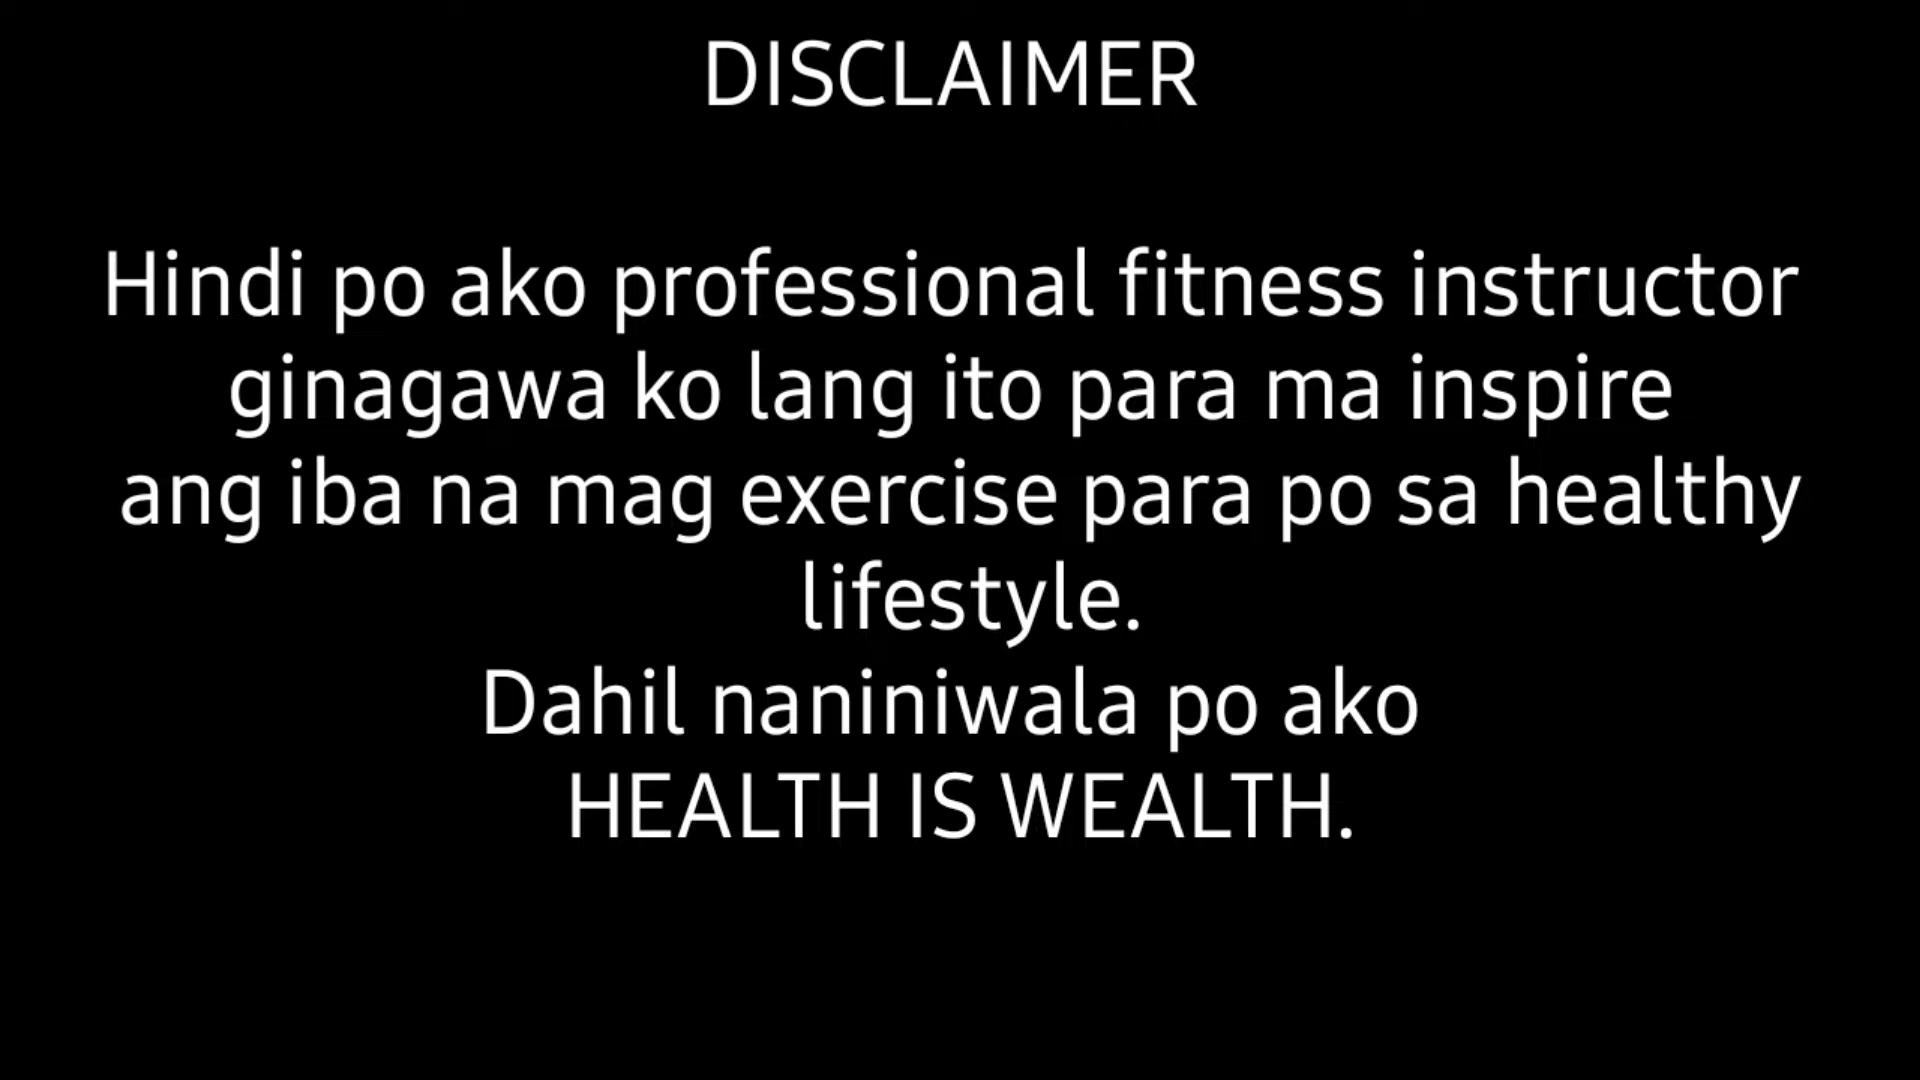 DISCLAIMER
Hindi po ako professional fitness instructor
ginagawa ko lang ito para ma inspire
ang iba na mag exercise para po sa healthy
lifestyle.
Dahil naniniwala po ako
HEALTH IS WEALTH.